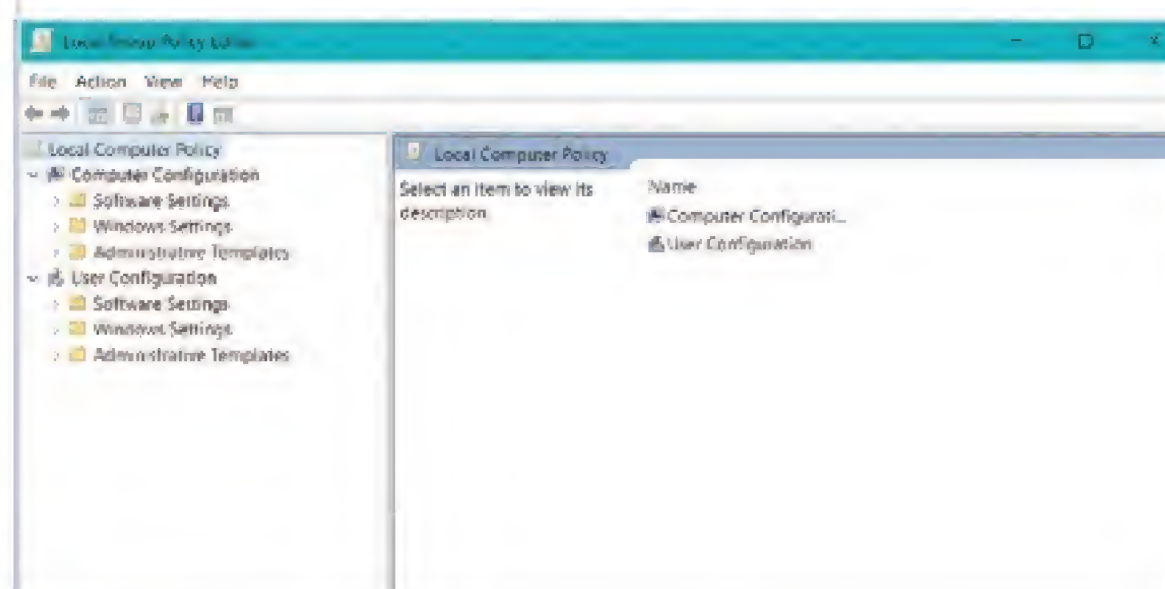 Local Group Policy Editor
File Action View Help
Local Computer Policy
Computer Configuration
Software Settings
Windows Settings
Administrative Templates
User Configuration
Software Settings
Windows Settings
Administrative Templates
Local Computer Policy
Select an item to view its
description.
Name
Computer Configurati...
User Configuration